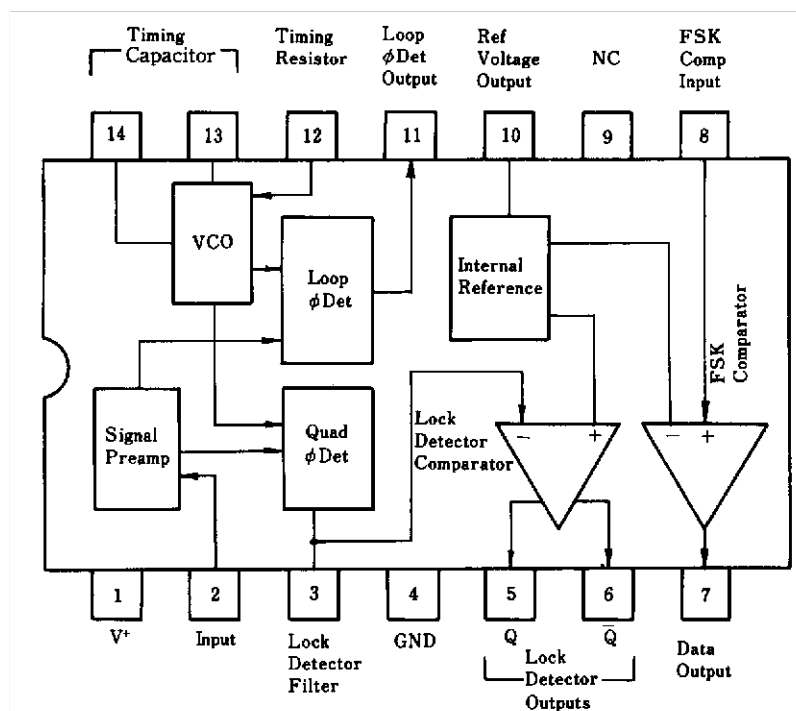 Timing
Capacitor
Timing
Resistor
Loop
ϕDet
Output
Ref
Voltage
Output
NC
FSK
Comp
Input
14
13
12
11
10
9
8
VCO
Loop
ϕDet
Internal
Reference
FSK
Comparator
Signal
Preamp
Quad
ϕDet
Lock
Detector
Comparator
− +
− +
1
2
3
4
5
6
7
V⁺
Input
Lock
Detector
Filter
GND
Q
Q̅
Lock
Detector
Outputs
Data
Output